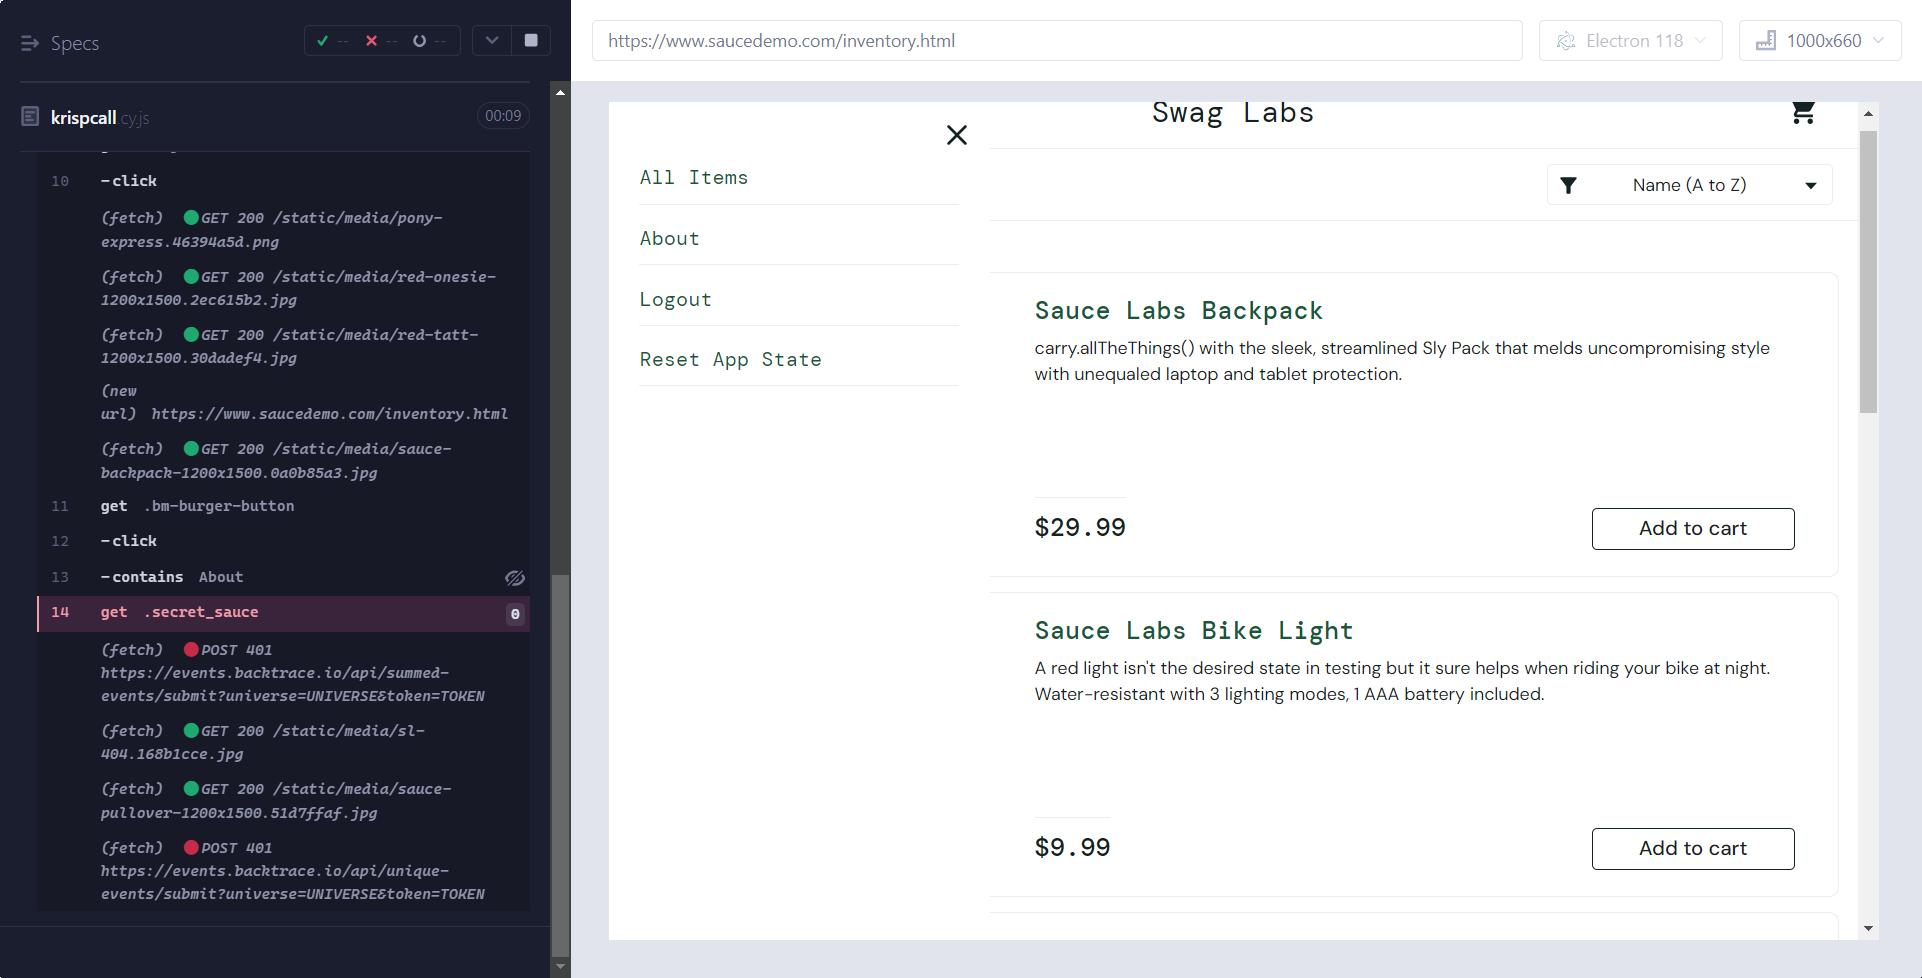 Specs
-- -- --
https://www.saucedemo.com/inventory.html
Electron 118
1000x660
krispcall.cy.js
00:09
10 -click
(fetch) GET 200 /static/media/pony-
express.46394a5d.png
(fetch) GET 200 /static/media/red-onesie-
1200x1500.2ec615b2.jpg
(fetch) GET 200 /static/media/red-tatt-
1200x1500.30dadef4.jpg
(new
url) https://www.saucedemo.com/inventory.html
(fetch) GET 200 /static/media/sauce-
backpack-1200x1500.0a0b85a3.jpg
11 get .bm-burger-button
12 -click
13 -contains About
14 get .secret_sauce 0
(fetch) POST 401
https://events.backtrace.io/api/summed-
events/submit?universe=UNIVERSE&token=TOKEN
(fetch) GET 200 /static/media/sl-
404.168b1cce.jpg
(fetch) GET 200 /static/media/sauce-
pullover-1200x1500.51d7ffaf.jpg
(fetch) POST 401
https://events.backtrace.io/api/unique-
events/submit?universe=UNIVERSE&token=TOKEN
All Items
About
Logout
Reset App State
Swag Labs
Name (A to Z)
Sauce Labs Backpack
carry.allTheThings() with the sleek, streamlined Sly Pack that melds uncompromising style
with unequaled laptop and tablet protection.
$29.99
Add to cart
Sauce Labs Bike Light
A red light isn't the desired state in testing but it sure helps when riding your bike at night.
Water-resistant with 3 lighting modes, 1 AAA battery included.
$9.99
Add to cart